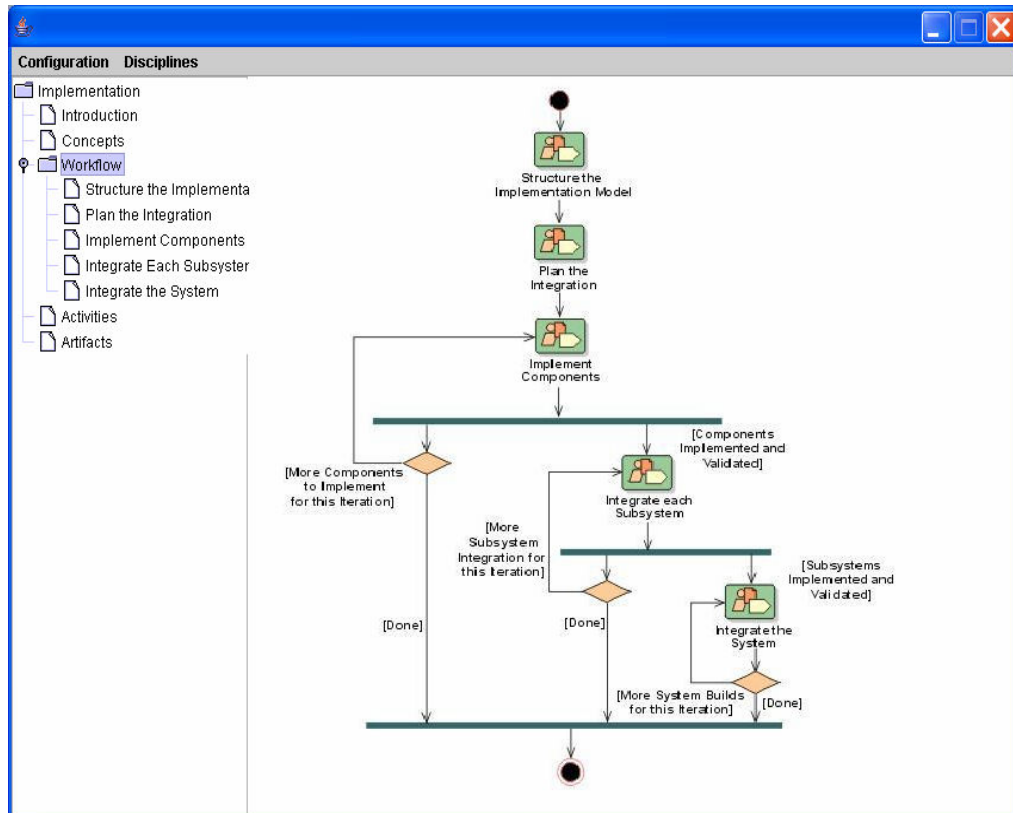 Configuration Disciplines
Implementation
Introduction
Concepts
Workflow
Structure the Implementa
Plan the Integration
Implement Components
Integrate Each Subsyster
Integrate the System
Activities
Artifacts
Structure the
Implementation Model
Plan the
Integration
Implement
Components
[More Components
to Implement
for this Iteration]
[Components
Implemented and
Validated]
Integrate each
Subsystem
[More
Subsystem
Integration for
this Iteration]
[Subsystems
Implemented and
Validated]
[Done]
[Done]
Integrate the
System
[More System Builds
for this Iteration]
[Done]